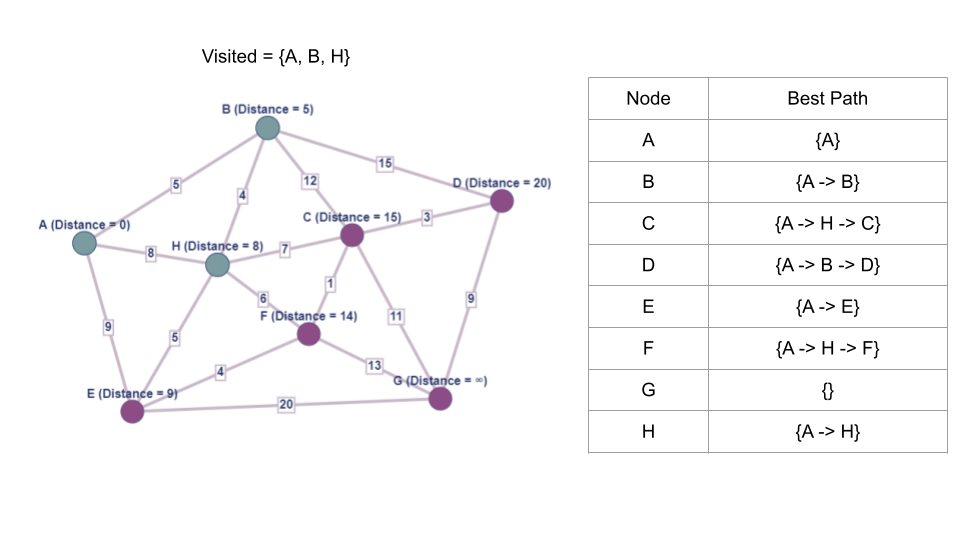 Visited = {A, B, H}
B (Distance = 5)
5
4
12
15
D (Distance = 20)
A (Distance = 0)
C (Distance = 15)
3
H (Distance = 8)
8
7
6
1
F (Distance = 14)
9
5
11
9
4
13
G (Distance = ∞)
E (Distance = 9)
20
Node Best Path
A {A}
B {A -> B}
C {A -> H -> C}
D {A -> B -> D}
E {A -> E}
F {A -> H -> F}
G {}
H {A -> H}